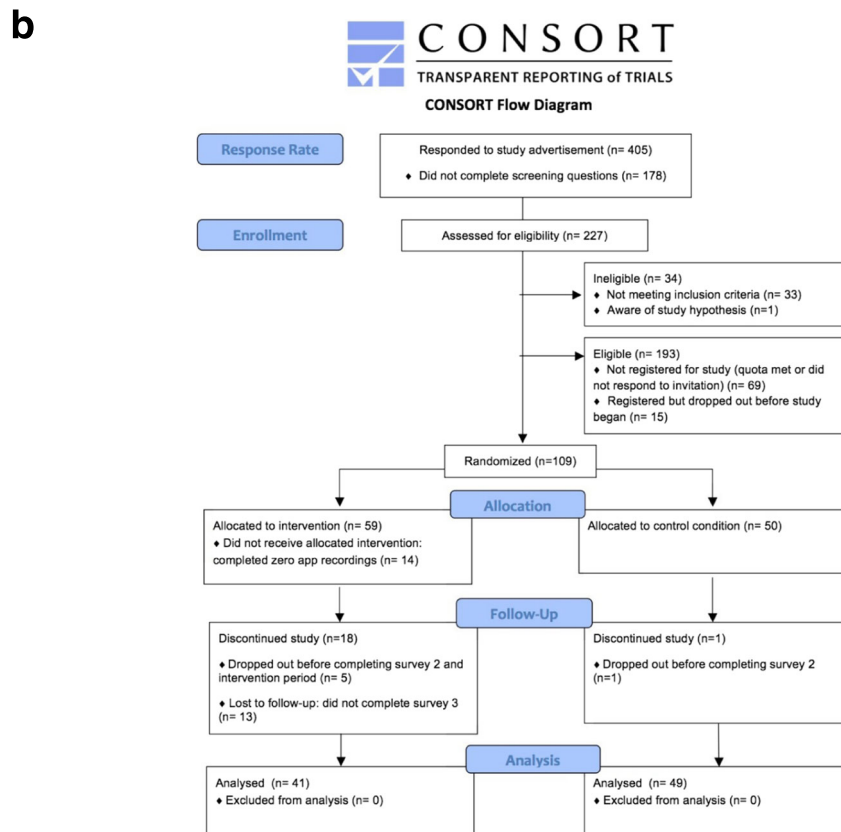 b
CONSORT
TRANSPARENT REPORTING of TRIALS
CONSORT Flow Diagram
Response Rate
Responded to study advertisement (n= 405)
♦ Did not complete screening questions (n= 178)
Enrollment
Assessed for eligibility (n= 227)
Ineligible (n= 34)
♦ Not meeting inclusion criteria (n= 33)
♦ Aware of study hypothesis (n=1)
Eligible (n= 193)
♦ Not registered for study (quota met or did
not respond to invitation) (n= 69)
♦ Registered but dropped out before study
began (n= 15)
Randomized (n=109)
Allocation
Allocated to intervention (n= 59)
♦ Did not receive allocated intervention:
completed zero app recordings (n= 14)
Allocated to control condition (n= 50)
Follow-Up
Discontinued study (n=18)
♦ Dropped out before completing survey 2 and
intervention period (n= 5)
♦ Lost to follow-up: did not complete survey 3
(n= 13)
Discontinued study (n=1)
♦ Dropped out before completing survey 2
(n=1)
Analysis
Analysed (n= 41)
♦ Excluded from analysis (n= 0)
Analysed (n= 49)
♦ Excluded from analysis (n= 0)